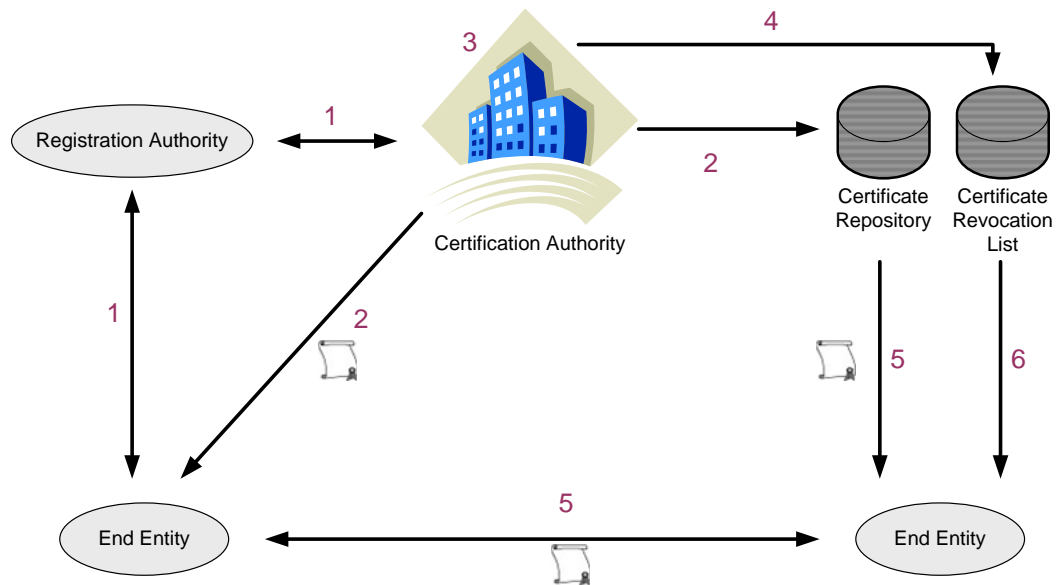 4
3
1
Registration Authority
2
Certificate
Repository
Certificate
Revocation
List
Certification Authority
1
2
5
6
5
End Entity
End Entity